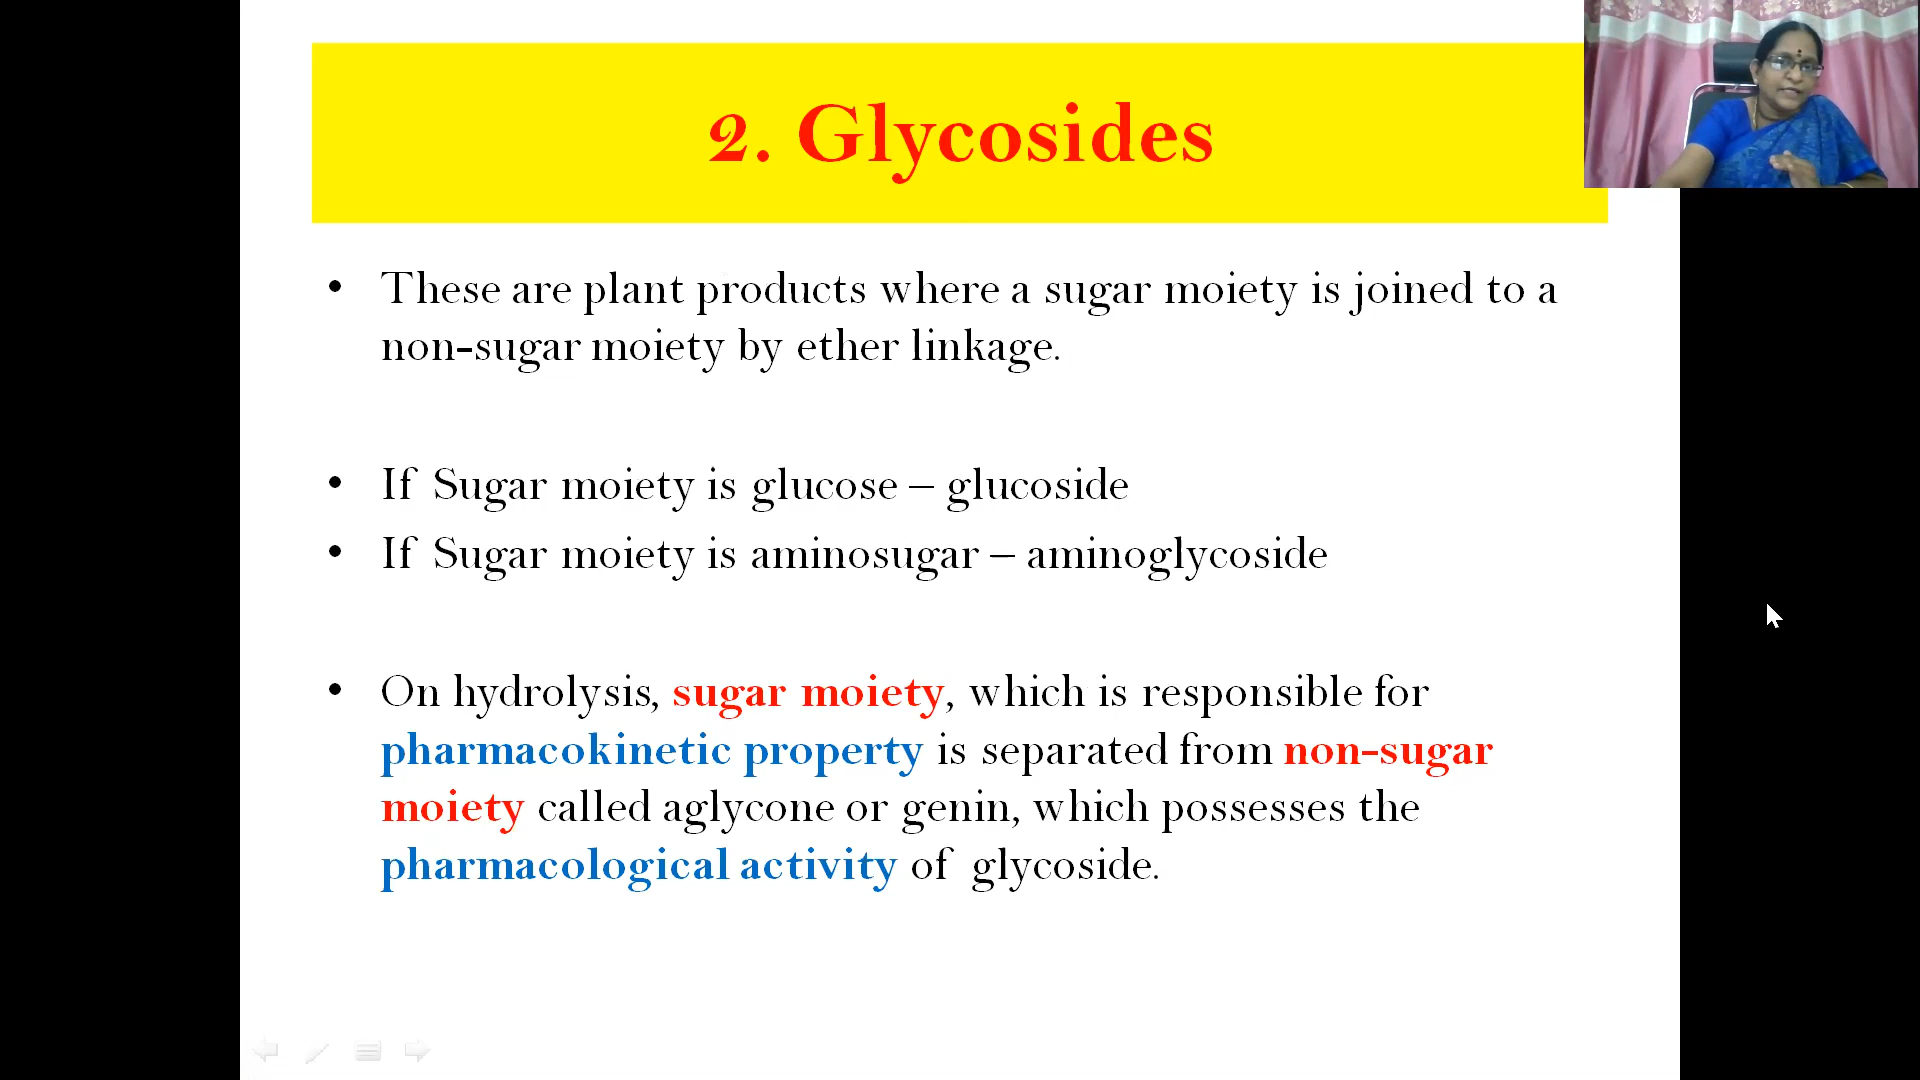 2. Glycosides
• These are plant products where a sugar moiety is joined to a
non-sugar moiety by ether linkage.
• If Sugar moiety is glucose – glucoside
• If Sugar moiety is aminosugar – aminoglycoside
• On hydrolysis, sugar moiety, which is responsible for
pharmacokinetic property is separated from non-sugar
moiety called aglycone or genin, which possesses the
pharmacological activity of glycoside.